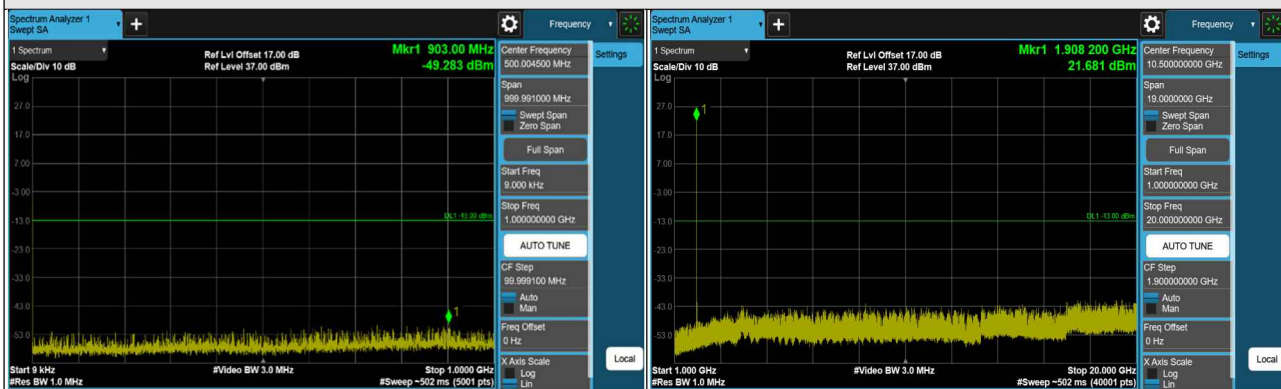 Spectrum Analyzer 1
Swept SA
Frequency
1 Spectrum
Scale/Div 10 dB
Ref Lvl Offset 17.00 dB
Ref Level 37.00 dBm
Mkr1 903.00 MHz
-49.283 dBm
Log
27.0
17.0
7.00
-3.00
-13.0
-23.0
-33.0
-43.0
-53.0
DL1 -13.00 dBm
1
Start 9 kHz
#Res BW 1.0 MHz
#Video BW 3.0 MHz
Stop 1.0000 GHz
#Sweep ~502 ms (5001 pts)
Center Frequency
500.004500 MHz
Span
999.991000 MHz
Swept Span
Zero Span
Full Span
Start Freq
9.000 kHz
Stop Freq
1.000000000 GHz
AUTO TUNE
CF Step
99.999100 MHz
Auto
Man
Freq Offset
0 Hz
X Axis Scale
Log
Lin
Settings
Local
Spectrum Analyzer 1
Swept SA
Frequency
1 Spectrum
Scale/Div 10 dB
Ref Lvl Offset 17.00 dB
Ref Level 37.00 dBm
Mkr1 1.908 200 GHz
21.681 dBm
Log
27.0
17.0
7.00
-3.00
-13.0
-23.0
-33.0
-43.0
-53.0
1
DL1 -13.00 dBm
Start 1.000 GHz
#Res BW 1.0 MHz
#Video BW 3.0 MHz
Stop 20.000 GHz
#Sweep ~502 ms (40001 pts)
Center Frequency
10.500000000 GHz
Span
19.0000000 GHz
Swept Span
Zero Span
Full Span
Start Freq
1.000000000 GHz
Stop Freq
20.000000000 GHz
AUTO TUNE
CF Step
1.900000000 GHz
Auto
Man
Freq Offset
0 Hz
X Axis Scale
Log
Lin
Settings
Local